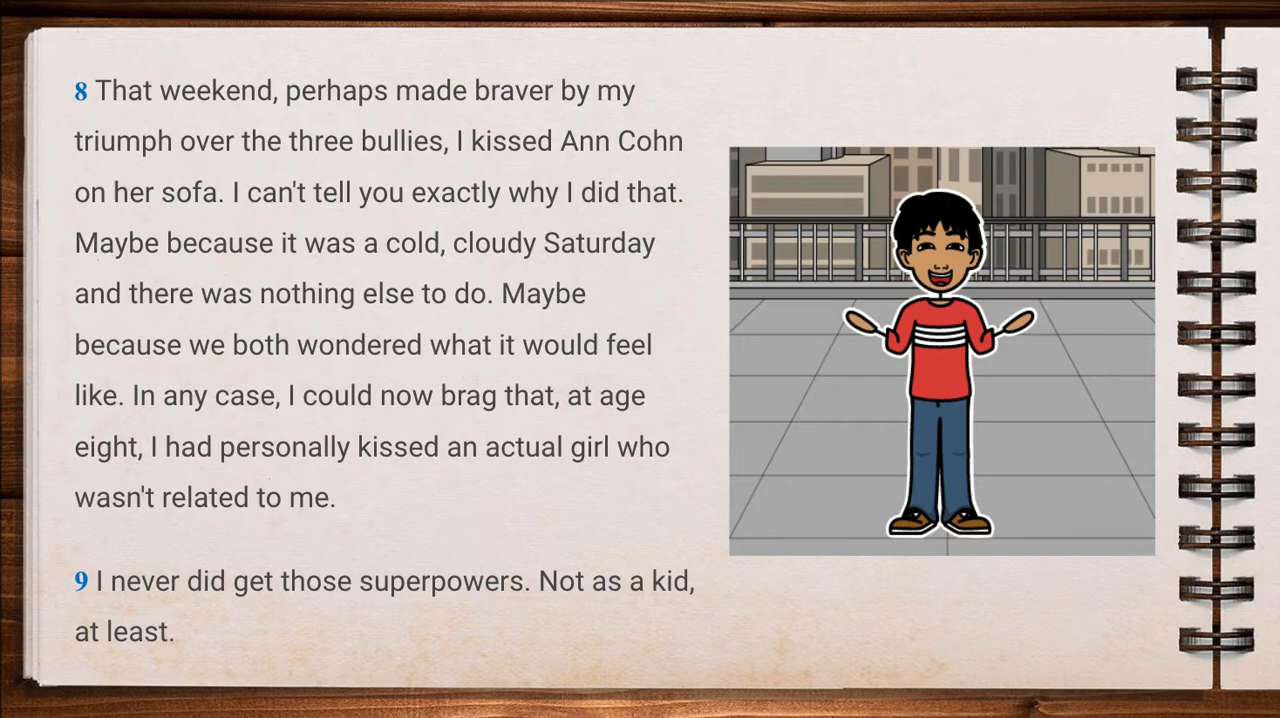 8 That weekend, perhaps made braver by my
triumph over the three bullies, I kissed Ann Cohn
on her sofa. I can't tell you exactly why I did that.
Maybe because it was a cold, cloudy Saturday
and there was nothing else to do. Maybe
because we both wondered what it would feel
like. In any case, I could now brag that, at age
eight, I had personally kissed an actual girl who
wasn't related to me.
9 I never did get those superpowers. Not as a kid,
at least.